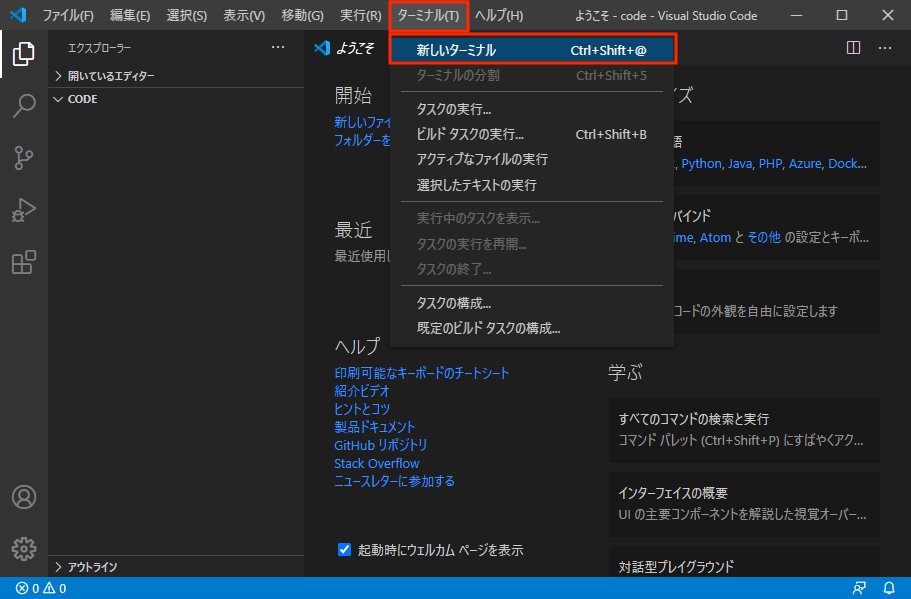 ファイル(F) 編集(E) 選択(S) 表示(V) 移動(G) 実行(R) ターミナル(T) ヘルプ(H) ようこそ - code - Visual Studio Code
エクスプローラー
開いているエディター
CODE
アウトライン
ようこそ
新しいターミナル Ctrl+Shift+@
ターミナルの分割 Ctrl+Shift+5
タスクの実行...
ビルド タスクの実行... Ctrl+Shift+B
アクティブなファイルの実行
選択したテキストの実行
実行中のタスクを表示...
タスクの実行を再開...
タスクの終了...
タスクの構成...
既定のビルド タスクの構成...
開始
新しいファイ
フォルダーを
最近
最近使用
ヘルプ
印刷可能なキーボードのチートシート
紹介ビデオ
ヒントとコツ
製品ドキュメント
GitHub リポジトリ
Stack Overflow
ニュースレターに参加する
起動時にウェルカム ページを表示
イズ
語
, Python, Java, PHP, Azure, Dock...
バインド
ime, Atom と その他 の設定とキーボ...
コードの外観を自由に設定します
学ぶ
すべてのコマンドの検索と実行
コマンド パレット (Ctrl+Shift+P) にすばやくアク...
インターフェイスの概要
UI の主要コンポーネントを解説した視覚オーバー...
対話型プレイグラウンド
0 0